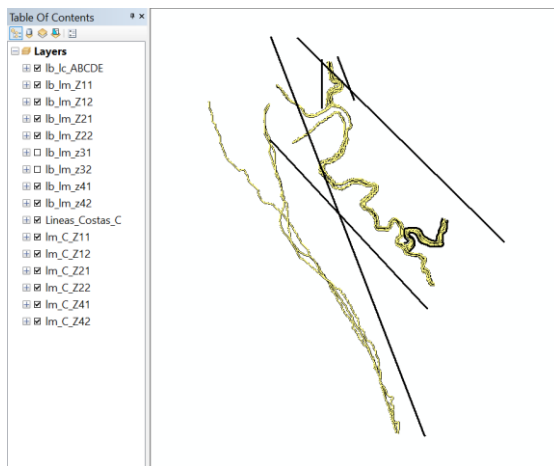 Table Of Contents
Layers
lb_lc_ABCDE
lb_lm_Z11
lb_lm_Z12
lb_lm_Z21
lb_lm_Z22
lb_lm_z31
lb_lm_z32
lb_lm_z41
lb_lm_z42
Lineas_Costas_C
lm_C_Z11
lm_C_Z12
lm_C_Z21
lm_C_Z22
lm_C_Z41
lm_C_Z42